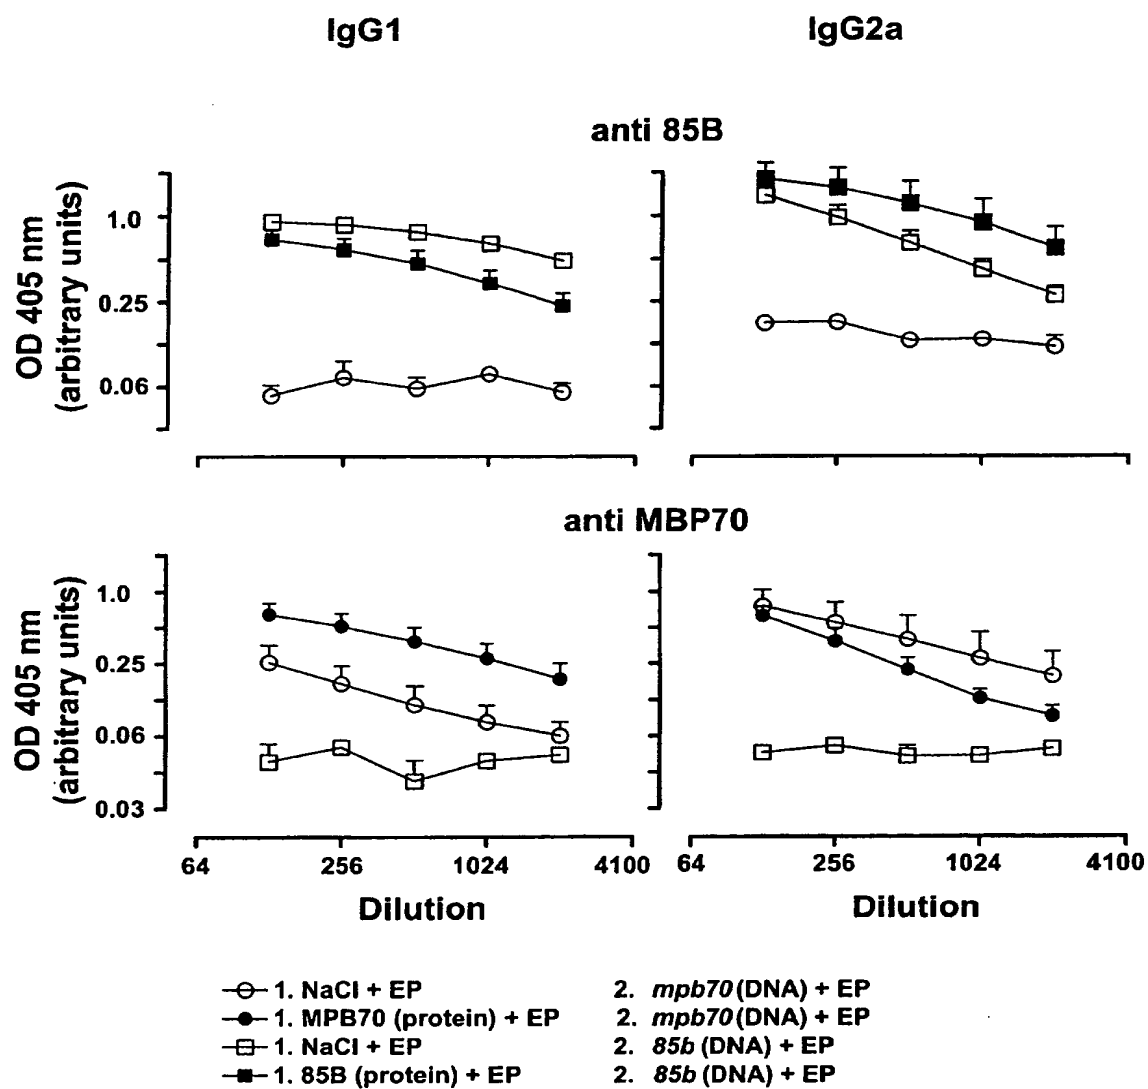 IgG1 IgG2a
anti 85B
OD 405 nm
(arbitrary units)
1.0
0.25
0.06
anti MBP70
OD 405 nm
(arbitrary units)
1.0
0.25
0.06
0.03
64 256 1024 4100 64 256 1024 4100
Dilution Dilution
1. NaCl + EP 2. mpb70 (DNA) + EP
1. MPB70 (protein) + EP 2. mpb70 (DNA) + EP
1. NaCl + EP 2. 85b (DNA) + EP
1. 85B (protein) + EP 2. 85b (DNA) + EP